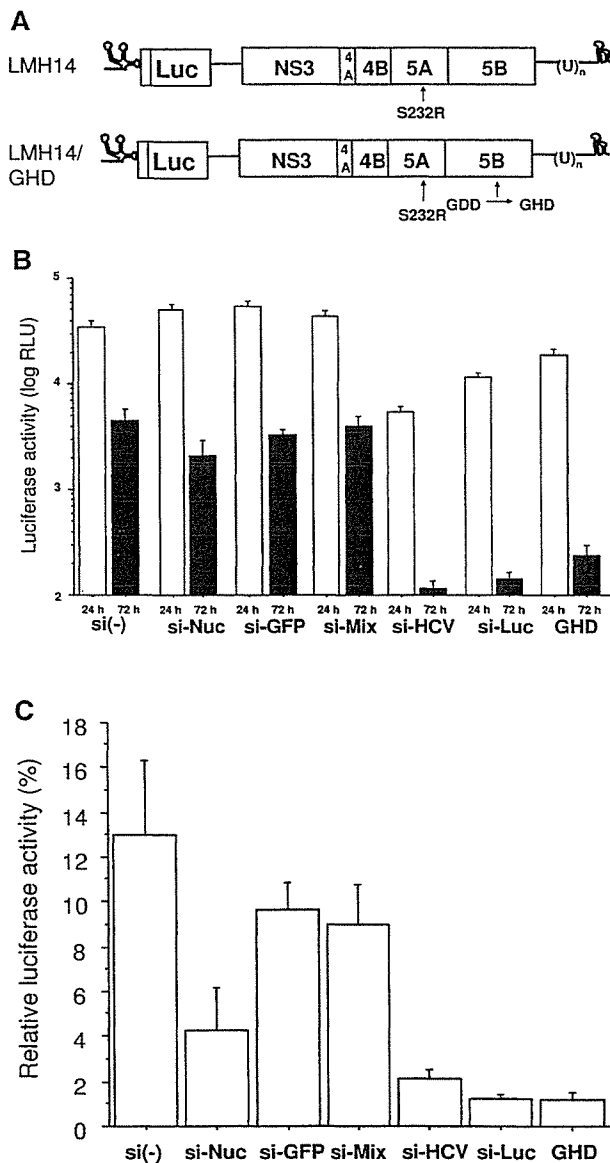 A
LMH14
Luc
NS3
4
A
4B
5A
5B
(U)n
S232R
LMH14/
GHD
Luc
NS3
4
A
4B
5A
5B
(U)n
S232R
GDD → GHD
B
Luciferase activity (log RLU)
5
4
3
2
24 h 72 h 24 h 72 h 24 h 72 h 24 h 72 h 24 h 72 h 24 h 72 h 24 h 72 h
si(-) si-Nuc si-GFP si-Mix si-HCV si-Luc GHD
C
Relative luciferase activity (%)
18
16
14
12
10
8
6
4
2
0
si(-) si-Nuc si-GFP si-Mix si-HCV si-Luc GHD